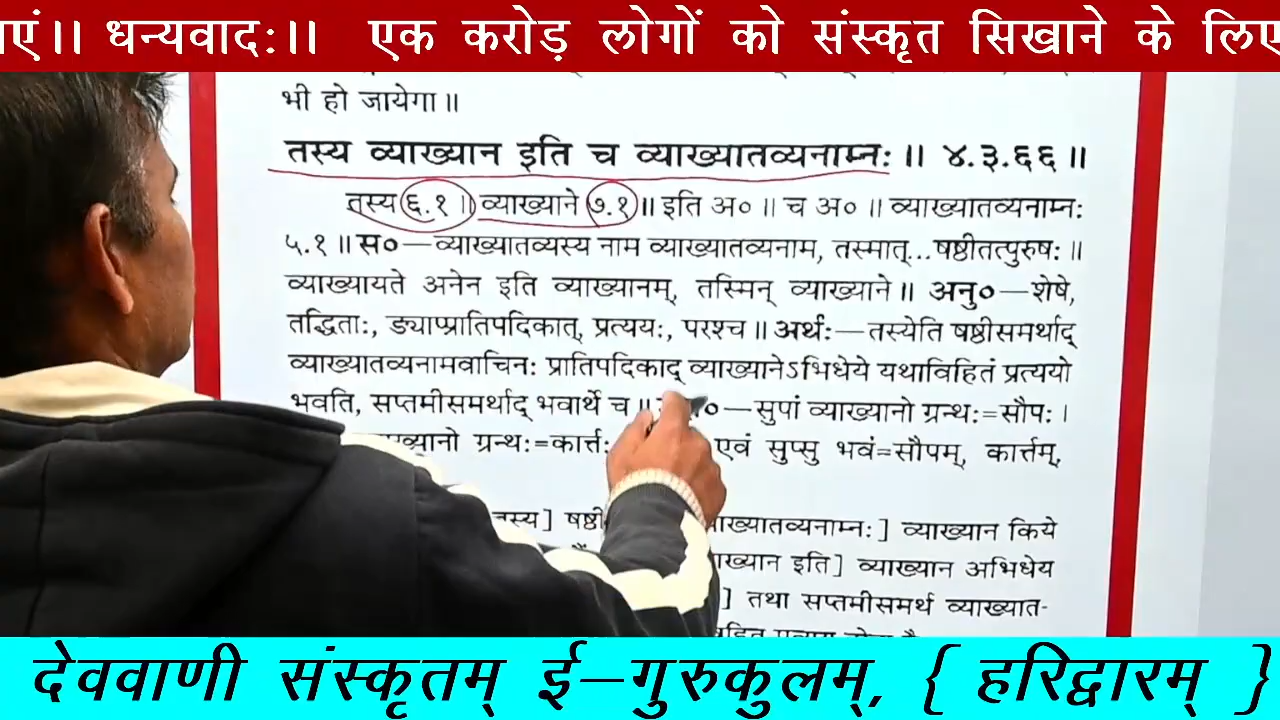 एं।। धन्यवादः।। एक करोड़ लोगों को संस्कृत सिखाने के लिए
भी हो जायेगा॥
तस्य व्याख्यान इति च व्याख्यातव्यनाम्नः॥ ४.३.६६॥
तस्य ६.१॥ व्याख्याने ७.१॥ इति अ०॥ च अ०॥ व्याख्यातव्यनाम्नः
५.१॥ स०—व्याख्यातव्यस्य नाम व्याख्यातव्यनाम, तस्मात्...षष्ठीतत्पुरुषः॥
व्याख्यायते अनेन इति व्याख्यानम्, तस्मिन् व्याख्याने॥ अनु०—शेषे,
तद्धिताः, ङ्याप्प्रातिपदिकात्, प्रत्ययः, परश्च॥ अर्थः—तस्येति षष्ठीसमर्थाद्
व्याख्यातव्यनामवाचिनः प्रातिपदिकाद् व्याख्यानेऽभिधेये यथाविहितं प्रत्ययो
भवति, सप्तमीसमर्थाद् भवार्थे च॥ —सुपां व्याख्यानो ग्रन्थः=सौपः।
ग्रन्थः=कार्त्तः एवं सुप्सु भवं=सौपम्, कार्त्तम्,
व्याख्यान किये
इति] व्याख्यान अभिधेय
] तथा सप्तमीसमर्थ व्याख्यात-
देववाणी संस्कृतम् ई-गुरुकुलम्, { हरिद्वारम् }